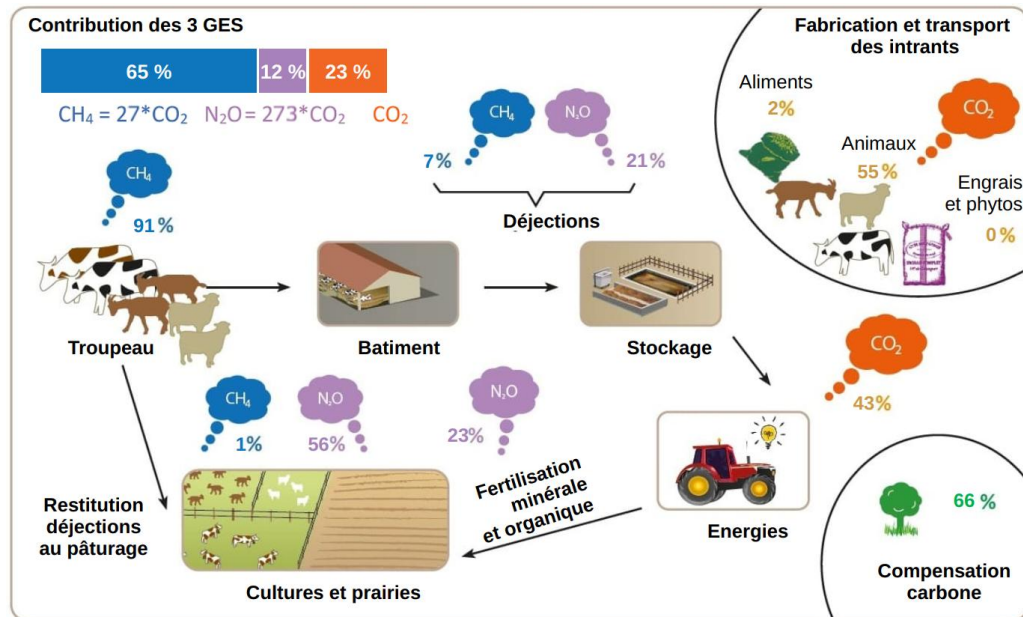 Contribution des 3 GES
65 %
12 %
23 %
CH₄ = 27*CO₂
N₂O = 273*CO₂
CO₂
Fabrication et transport
des intrants
Aliments
2%
CO₂
Animaux
55 %
Engrais
et phytos
0%
CH₄
N₂O
7%
21%
Déjections
CH₄
91 %
Troupeau
Batiment
Stockage
CO₂
43%
CH₄
1%
N₂O
56%
N₂O
23%
Restitution
déjections
au pâturage
Fertilisation
minérale
et organique
Energies
Cultures et prairies
66 %
Compensation
carbone